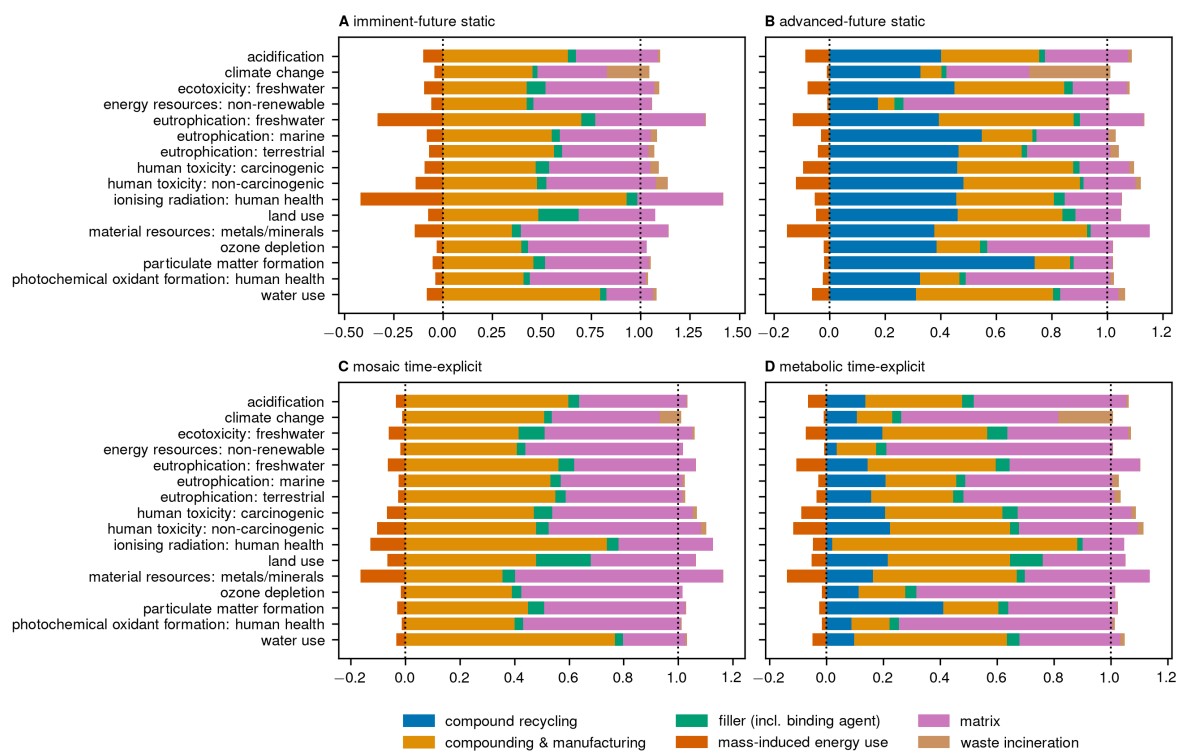 A imminent-future static
B advanced-future static
acidification
climate change
ecotoxicity: freshwater
energy resources: non-renewable
eutrophication: freshwater
eutrophication: marine
eutrophication: terrestrial
human toxicity: carcinogenic
human toxicity: non-carcinogenic
ionising radiation: human health
land use
material resources: metals/minerals
ozone depletion
particulate matter formation
photochemical oxidant formation: human health
water use
−0.50 −0.25 0.00 0.25 0.50 0.75 1.00 1.25 1.50
−0.2 0.0 0.2 0.4 0.6 0.8 1.0 1.2
C mosaic time-explicit
D metabolic time-explicit
acidification
climate change
ecotoxicity: freshwater
energy resources: non-renewable
eutrophication: freshwater
eutrophication: marine
eutrophication: terrestrial
human toxicity: carcinogenic
human toxicity: non-carcinogenic
ionising radiation: human health
land use
material resources: metals/minerals
ozone depletion
particulate matter formation
photochemical oxidant formation: human health
water use
−0.2 0.0 0.2 0.4 0.6 0.8 1.0 1.2
−0.2 0.0 0.2 0.4 0.6 0.8 1.0 1.2
compound recycling
compounding & manufacturing
filler (incl. binding agent)
mass-induced energy use
matrix
waste incineration